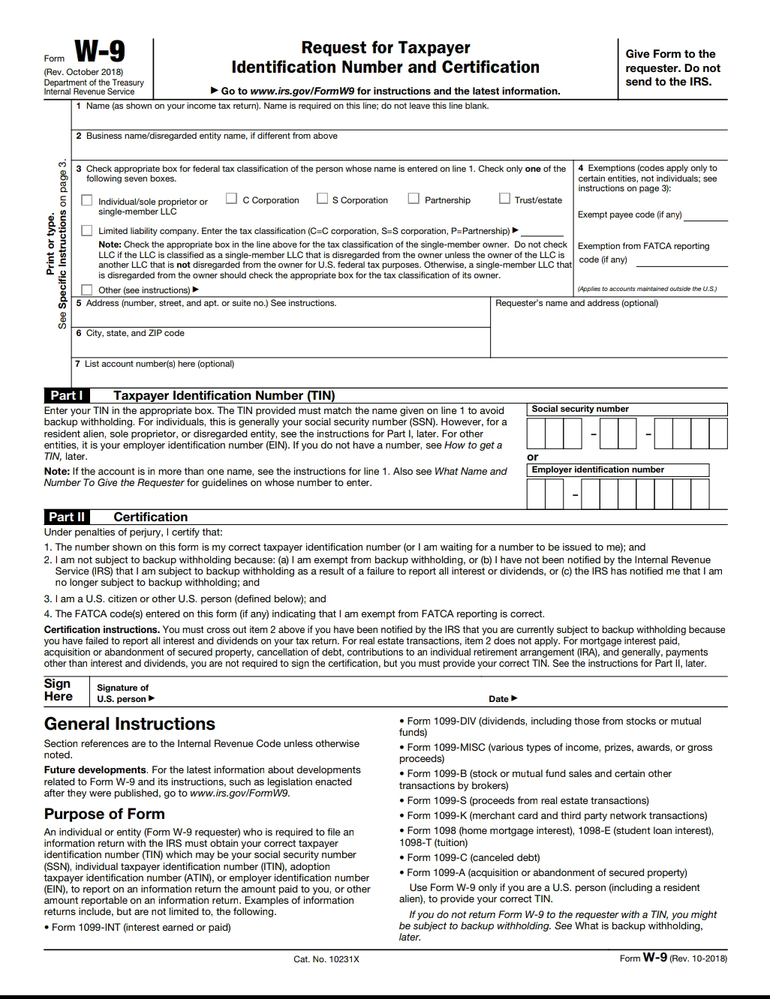 Form W-9
(Rev. October 2018)
Department of the Treasury
Internal Revenue Service
Request for Taxpayer
Identification Number and Certification
▶ Go to www.irs.gov/FormW9 for instructions and the latest information.
Give Form to the
requester. Do not
send to the IRS.
Print or type.
See Specific Instructions on page 3.
1 Name (as shown on your income tax return). Name is required on this line; do not leave this line blank.
2 Business name/disregarded entity name, if different from above
3 Check appropriate box for federal tax classification of the person whose name is entered on line 1. Check only one of the
following seven boxes.
Individual/sole proprietor or
single-member LLC
C Corporation
S Corporation
Partnership
Trust/estate
Limited liability company. Enter the tax classification (C=C corporation, S=S corporation, P=Partnership) ▶
Note: Check the appropriate box in the line above for the tax classification of the single-member owner. Do not check
LLC if the LLC is classified as a single-member LLC that is disregarded from the owner unless the owner of the LLC is
another LLC that is not disregarded from the owner for U.S. federal tax purposes. Otherwise, a single-member LLC that
is disregarded from the owner should check the appropriate box for the tax classification of its owner.
Other (see instructions) ▶
4 Exemptions (codes apply only to
certain entities, not individuals; see
instructions on page 3):
Exempt payee code (if any)
Exemption from FATCA reporting
code (if any)
(Applies to accounts maintained outside the U.S.)
5 Address (number, street, and apt. or suite no.) See instructions.
Requester's name and address (optional)
6 City, state, and ZIP code
7 List account number(s) here (optional)
Part I Taxpayer Identification Number (TIN)
Enter your TIN in the appropriate box. The TIN provided must match the name given on line 1 to avoid
backup withholding. For individuals, this is generally your social security number (SSN). However, for a
resident alien, sole proprietor, or disregarded entity, see the instructions for Part I, later. For other
entities, it is your employer identification number (EIN). If you do not have a number, see How to get a
TIN, later.
Note: If the account is in more than one name, see the instructions for line 1. Also see What Name and
Number To Give the Requester for guidelines on whose number to enter.
Social security number
– –
or
Employer identification number
–
Part II Certification
Under penalties of perjury, I certify that:
1. The number shown on this form is my correct taxpayer identification number (or I am waiting for a number to be issued to me); and
2. I am not subject to backup withholding because: (a) I am exempt from backup withholding, or (b) I have not been notified by the Internal Revenue
Service (IRS) that I am subject to backup withholding as a result of a failure to report all interest or dividends, or (c) the IRS has notified me that I am
no longer subject to backup withholding; and
3. I am a U.S. citizen or other U.S. person (defined below); and
4. The FATCA code(s) entered on this form (if any) indicating that I am exempt from FATCA reporting is correct.
Certification instructions. You must cross out item 2 above if you have been notified by the IRS that you are currently subject to backup withholding because
you have failed to report all interest and dividends on your tax return. For real estate transactions, item 2 does not apply. For mortgage interest paid,
acquisition or abandonment of secured property, cancellation of debt, contributions to an individual retirement arrangement (IRA), and generally, payments
other than interest and dividends, you are not required to sign the certification, but you must provide your correct TIN. See the instructions for Part II, later.
Sign
Here
Signature of
U.S. person ▶
Date ▶
General Instructions
Section references are to the Internal Revenue Code unless otherwise
noted.
Future developments. For the latest information about developments
related to Form W-9 and its instructions, such as legislation enacted
after they were published, go to www.irs.gov/FormW9.
Purpose of Form
An individual or entity (Form W-9 requester) who is required to file an
information return with the IRS must obtain your correct taxpayer
identification number (TIN) which may be your social security number
(SSN), individual taxpayer identification number (ITIN), adoption
taxpayer identification number (ATIN), or employer identification number
(EIN), to report on an information return the amount paid to you, or other
amount reportable on an information return. Examples of information
returns include, but are not limited to, the following.
• Form 1099-INT (interest earned or paid)
• Form 1099-DIV (dividends, including those from stocks or mutual
funds)
• Form 1099-MISC (various types of income, prizes, awards, or gross
proceeds)
• Form 1099-B (stock or mutual fund sales and certain other
transactions by brokers)
• Form 1099-S (proceeds from real estate transactions)
• Form 1099-K (merchant card and third party network transactions)
• Form 1098 (home mortgage interest), 1098-E (student loan interest),
1098-T (tuition)
• Form 1099-C (canceled debt)
• Form 1099-A (acquisition or abandonment of secured property)
Use Form W-9 only if you are a U.S. person (including a resident
alien), to provide your correct TIN.
If you do not return Form W-9 to the requester with a TIN, you might
be subject to backup withholding. See What is backup withholding,
later.
Cat. No. 10231X
Form W-9 (Rev. 10-2018)